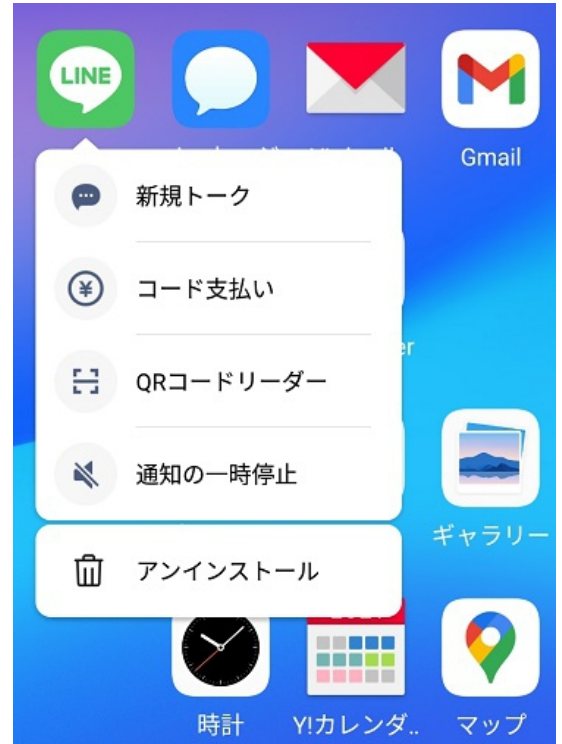 LINE
Gmail
新規トーク
コード支払い
er
QRコードリーダー
通知の一時停止
ギャラリー
アンインストール
時計
Y!カレンダ..
マップ